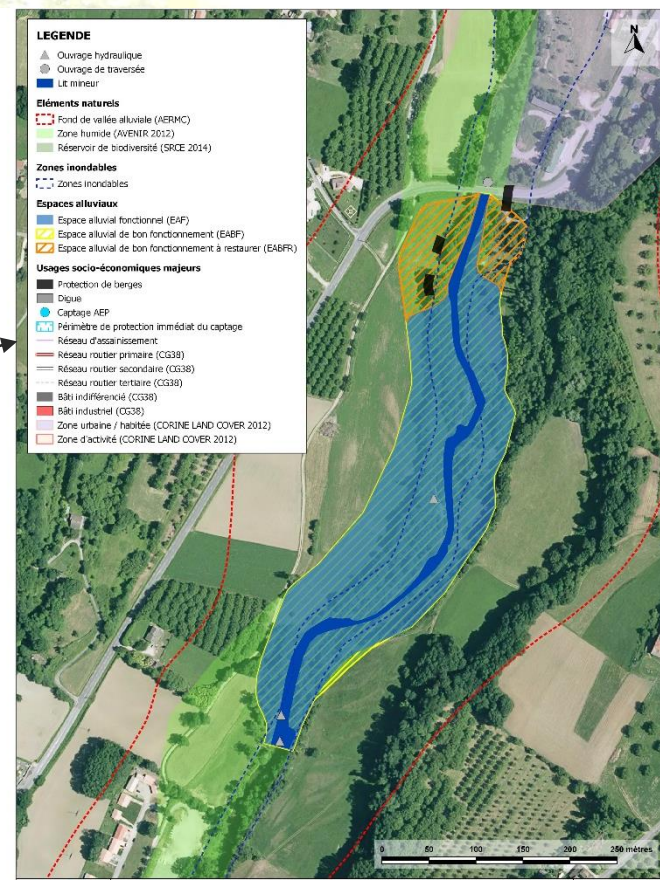 LEGENDE
Ouvrage hydraulique
Ouvrage de traversée
Lit mineur
Eléments naturels
Fond de vallée alluviale (AERMC)
Zone humide (AVENIR 2012)
Réservoir de biodiversité (SRCE 2014)
Zones inondables
Zones inondables
Espaces alluviaux
Espace alluvial fonctionnel (EAF)
Espace alluvial de bon fonctionnement (EABF)
Espace alluvial de bon fonctionnement à restaurer (EABFR)
Usages socio-économiques majeurs
Protection de berges
Digue
Captage AEP
Périmètre de protection immédiat du captage
Réseau d'assainissement
Réseau routier primaire (CG38)
Réseau routier secondaire (CG38)
Réseau routier tertiaire (CG38)
Bâti indifférencié (CG38)
Bâti industriel (CG38)
Zone urbaine / habitée (CORINE LAND COVER 2012)
Zone d'activité (CORINE LAND COVER 2012)
N
0 50 100 150 200 250 mètres